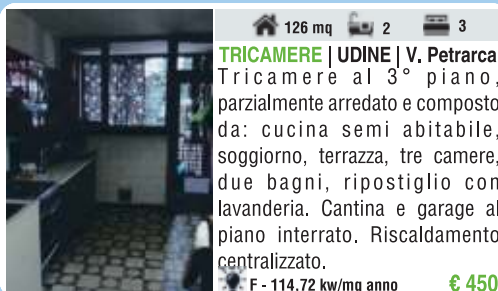 126 mq 2 3
TRICAMERE | UDINE | V. Petrarca
Tricamere al 3° piano,
parzialmente arredato e composto
da: cucina semi abitabile,
soggiorno, terrazza, tre camere,
due bagni, ripostiglio con
lavanderia. Cantina e garage al
piano interrato. Riscaldamento
centralizzato.
F - 114,72 kw/mq anno € 450